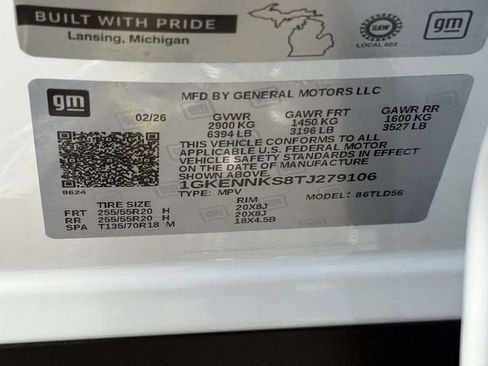 BUILT WITH PRIDE
Lansing, Michigan
UAW
LOCAL 602
gm
gm
MFD BY GENERAL MOTORS LLC
02/26 GVWR GAWR FRT GAWR RR
2900 KG 1450 KG 1600 KG
6394 LB 3196 LB 3527 LB
THIS VEHICLE CONFORMS TO ALL
APPLICABLE U.S. FEDERAL MOTOR
VEHICLE SAFETY STANDARDS IN EFFECT
ON THE DATE OF MANUFACTURE
SHOWN ABOVE.
1GKENNKS8TJ279106
TYPE: MPV MODEL: 86TLD56
8624
TIRE SIZE RIM
FRT 255/55R20 H 20X8J
RR 255/55R20 H 20X8J
SPA T135/70R18 M 18X4.5B